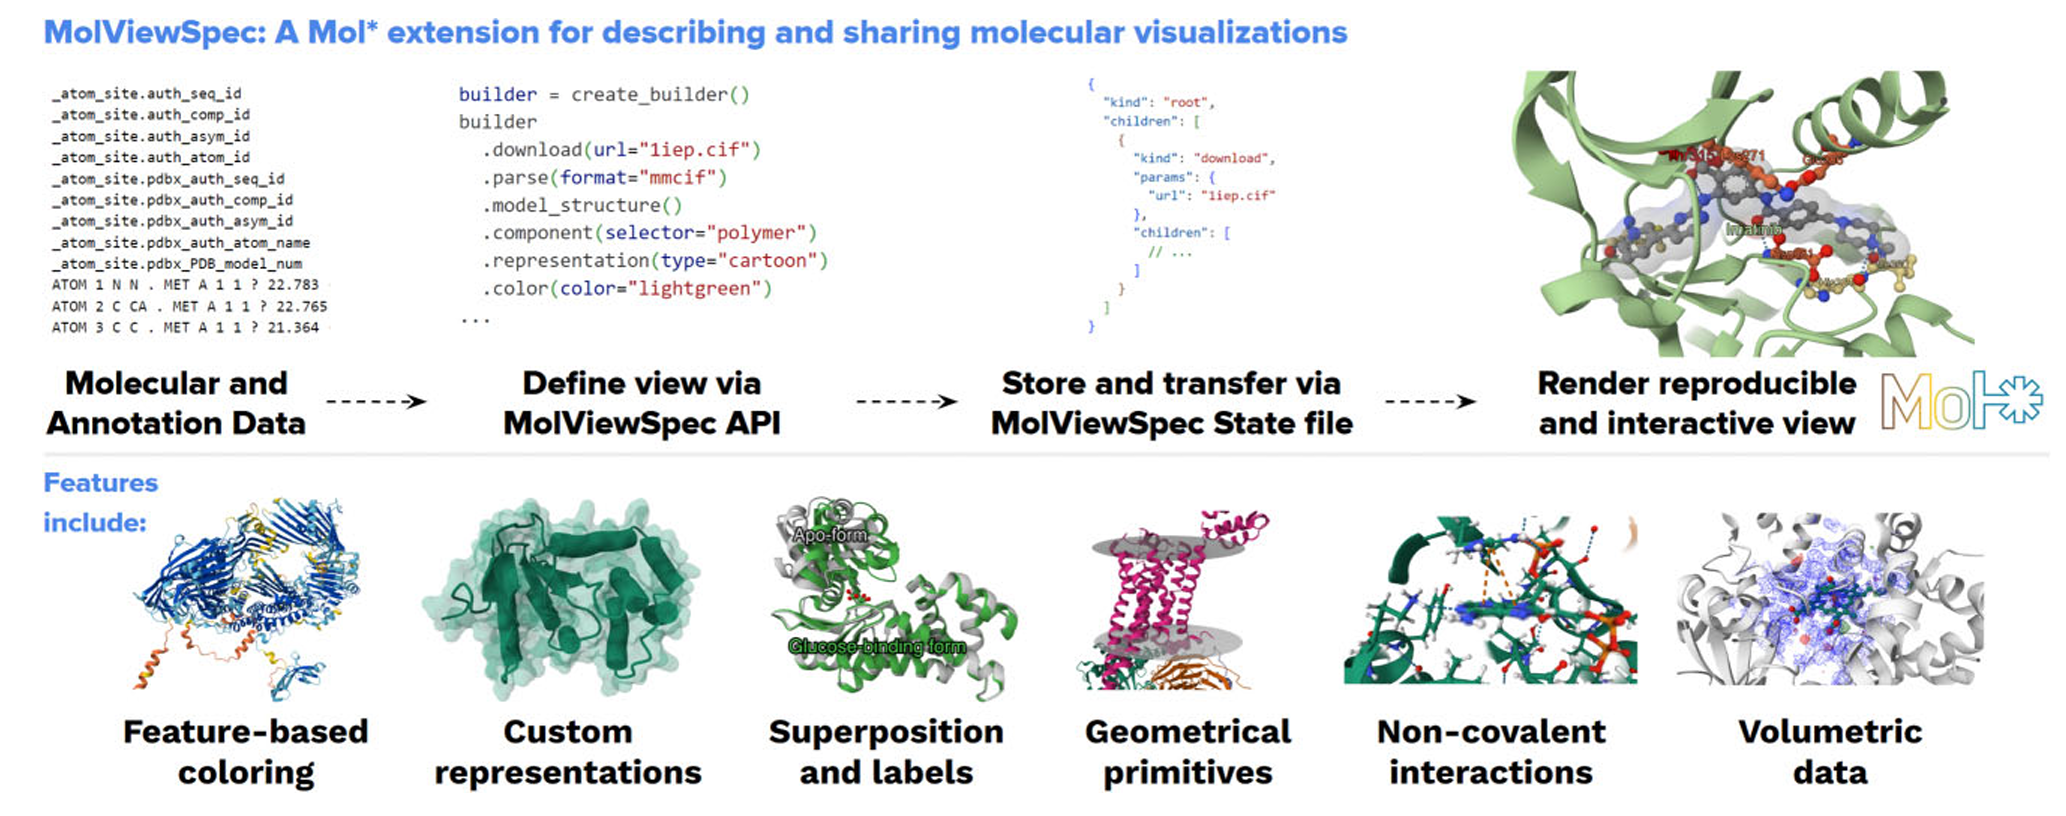 MolViewSpec: A Mol* extension for describing and sharing molecular visualizations
_atom_site.auth_seq_id
_atom_site.auth_comp_id
_atom_site.auth_asym_id
_atom_site.auth_atom_id
_atom_site.pdbx_auth_seq_id
_atom_site.pdbx_auth_comp_id
_atom_site.pdbx_auth_asym_id
_atom_site.pdbx_auth_atom_name
_atom_site.pdbx_PDB_model_num
ATOM 1 N N . MET A 1 1 ? 22.783
ATOM 2 C CA . MET A 1 1 ? 22.765
ATOM 3 C C . MET A 1 1 ? 21.364
Molecular and
Annotation Data
builder = create_builder()
builder
.download(url="1iep.cif")
.parse(format="mmcif")
.model_structure()
.component(selector="polymer")
.representation(type="cartoon")
.color(color="lightgreen")
...
Define view via
MolViewSpec API
{
"kind": "root",
"children": [
{
"kind": "download",
"params": {
"url": "1iep.cif"
},
"children": [
// ...
]
}
]
}
Store and transfer via
MolViewSpec State file
Imatinib
Render reproducible
and interactive view
Mol*
Features
include:
Feature-based
coloring
Custom
representations
Apo-form
Glucose-binding form
Superposition
and labels
Geometrical
primitives
Non-covalent
interactions
Volumetric
data